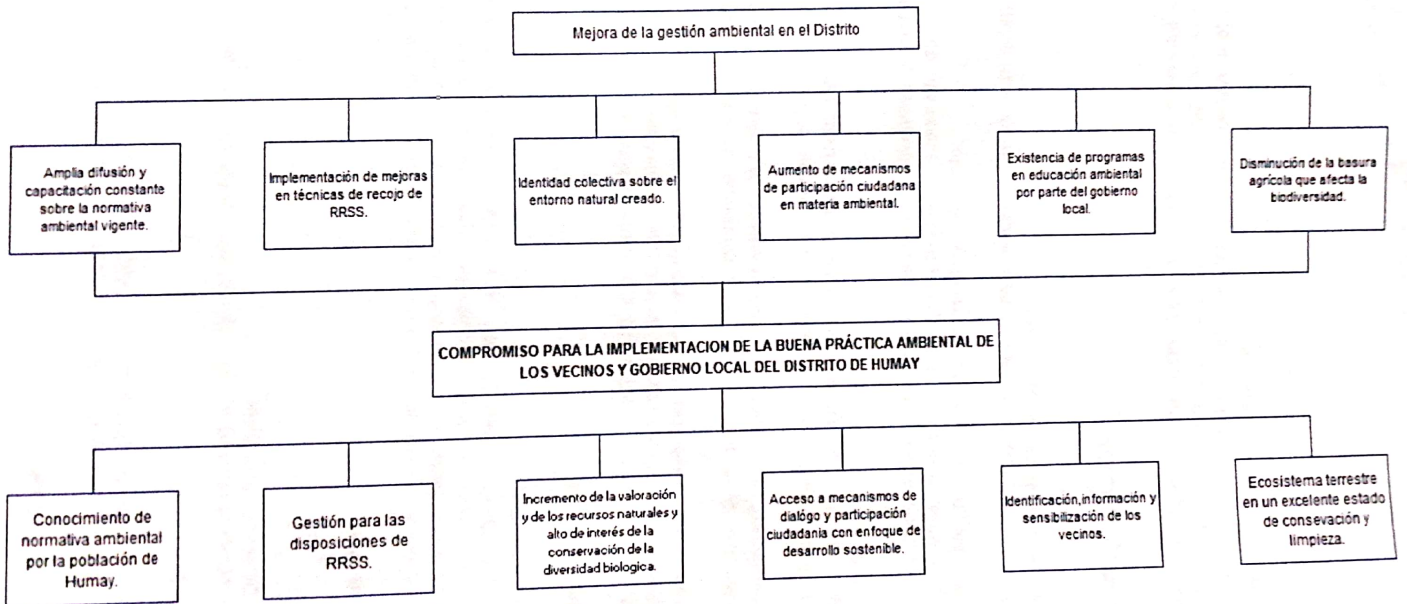 Mejora de la gestión ambiental en el Distrito
Amplia difusión y
capacitación constante
sobre la normativa
ambiental vigente.
Implementación de mejoras
en técnicas de recojo de
RRSS.
Identidad colectiva sobre el
entorno natural creado.
Aumento de mecanismos
de participación ciudadana
en materia ambiental.
Existencia de programas
en educación ambiental
por parte del gobierno
local.
Disminución de la basura
agrícola que afecta la
biodiversidad.
COMPROMISO PARA LA IMPLEMENTACION DE LA BUENA PRÁCTICA AMBIENTAL DE
LOS VECINOS Y GOBIERNO LOCAL DEL DISTRITO DE HUMAY
Conocimiento de
normativa ambiental
por la población de
Humay.
Gestión para las
disposiciones de
RRSS.
Incremento de la valoración
y de los recursos naturales y
alto de interés de la
conservación de la
diversidad biologica.
Acceso a mecanismos de
dialógo y participación
ciudadania con enfoque de
desarrollo sostenible.
Identificación, información y
sensibilización de los
vecinos.
Ecosistema terrestre
en un excelente estado
de consevación y
limpieza.